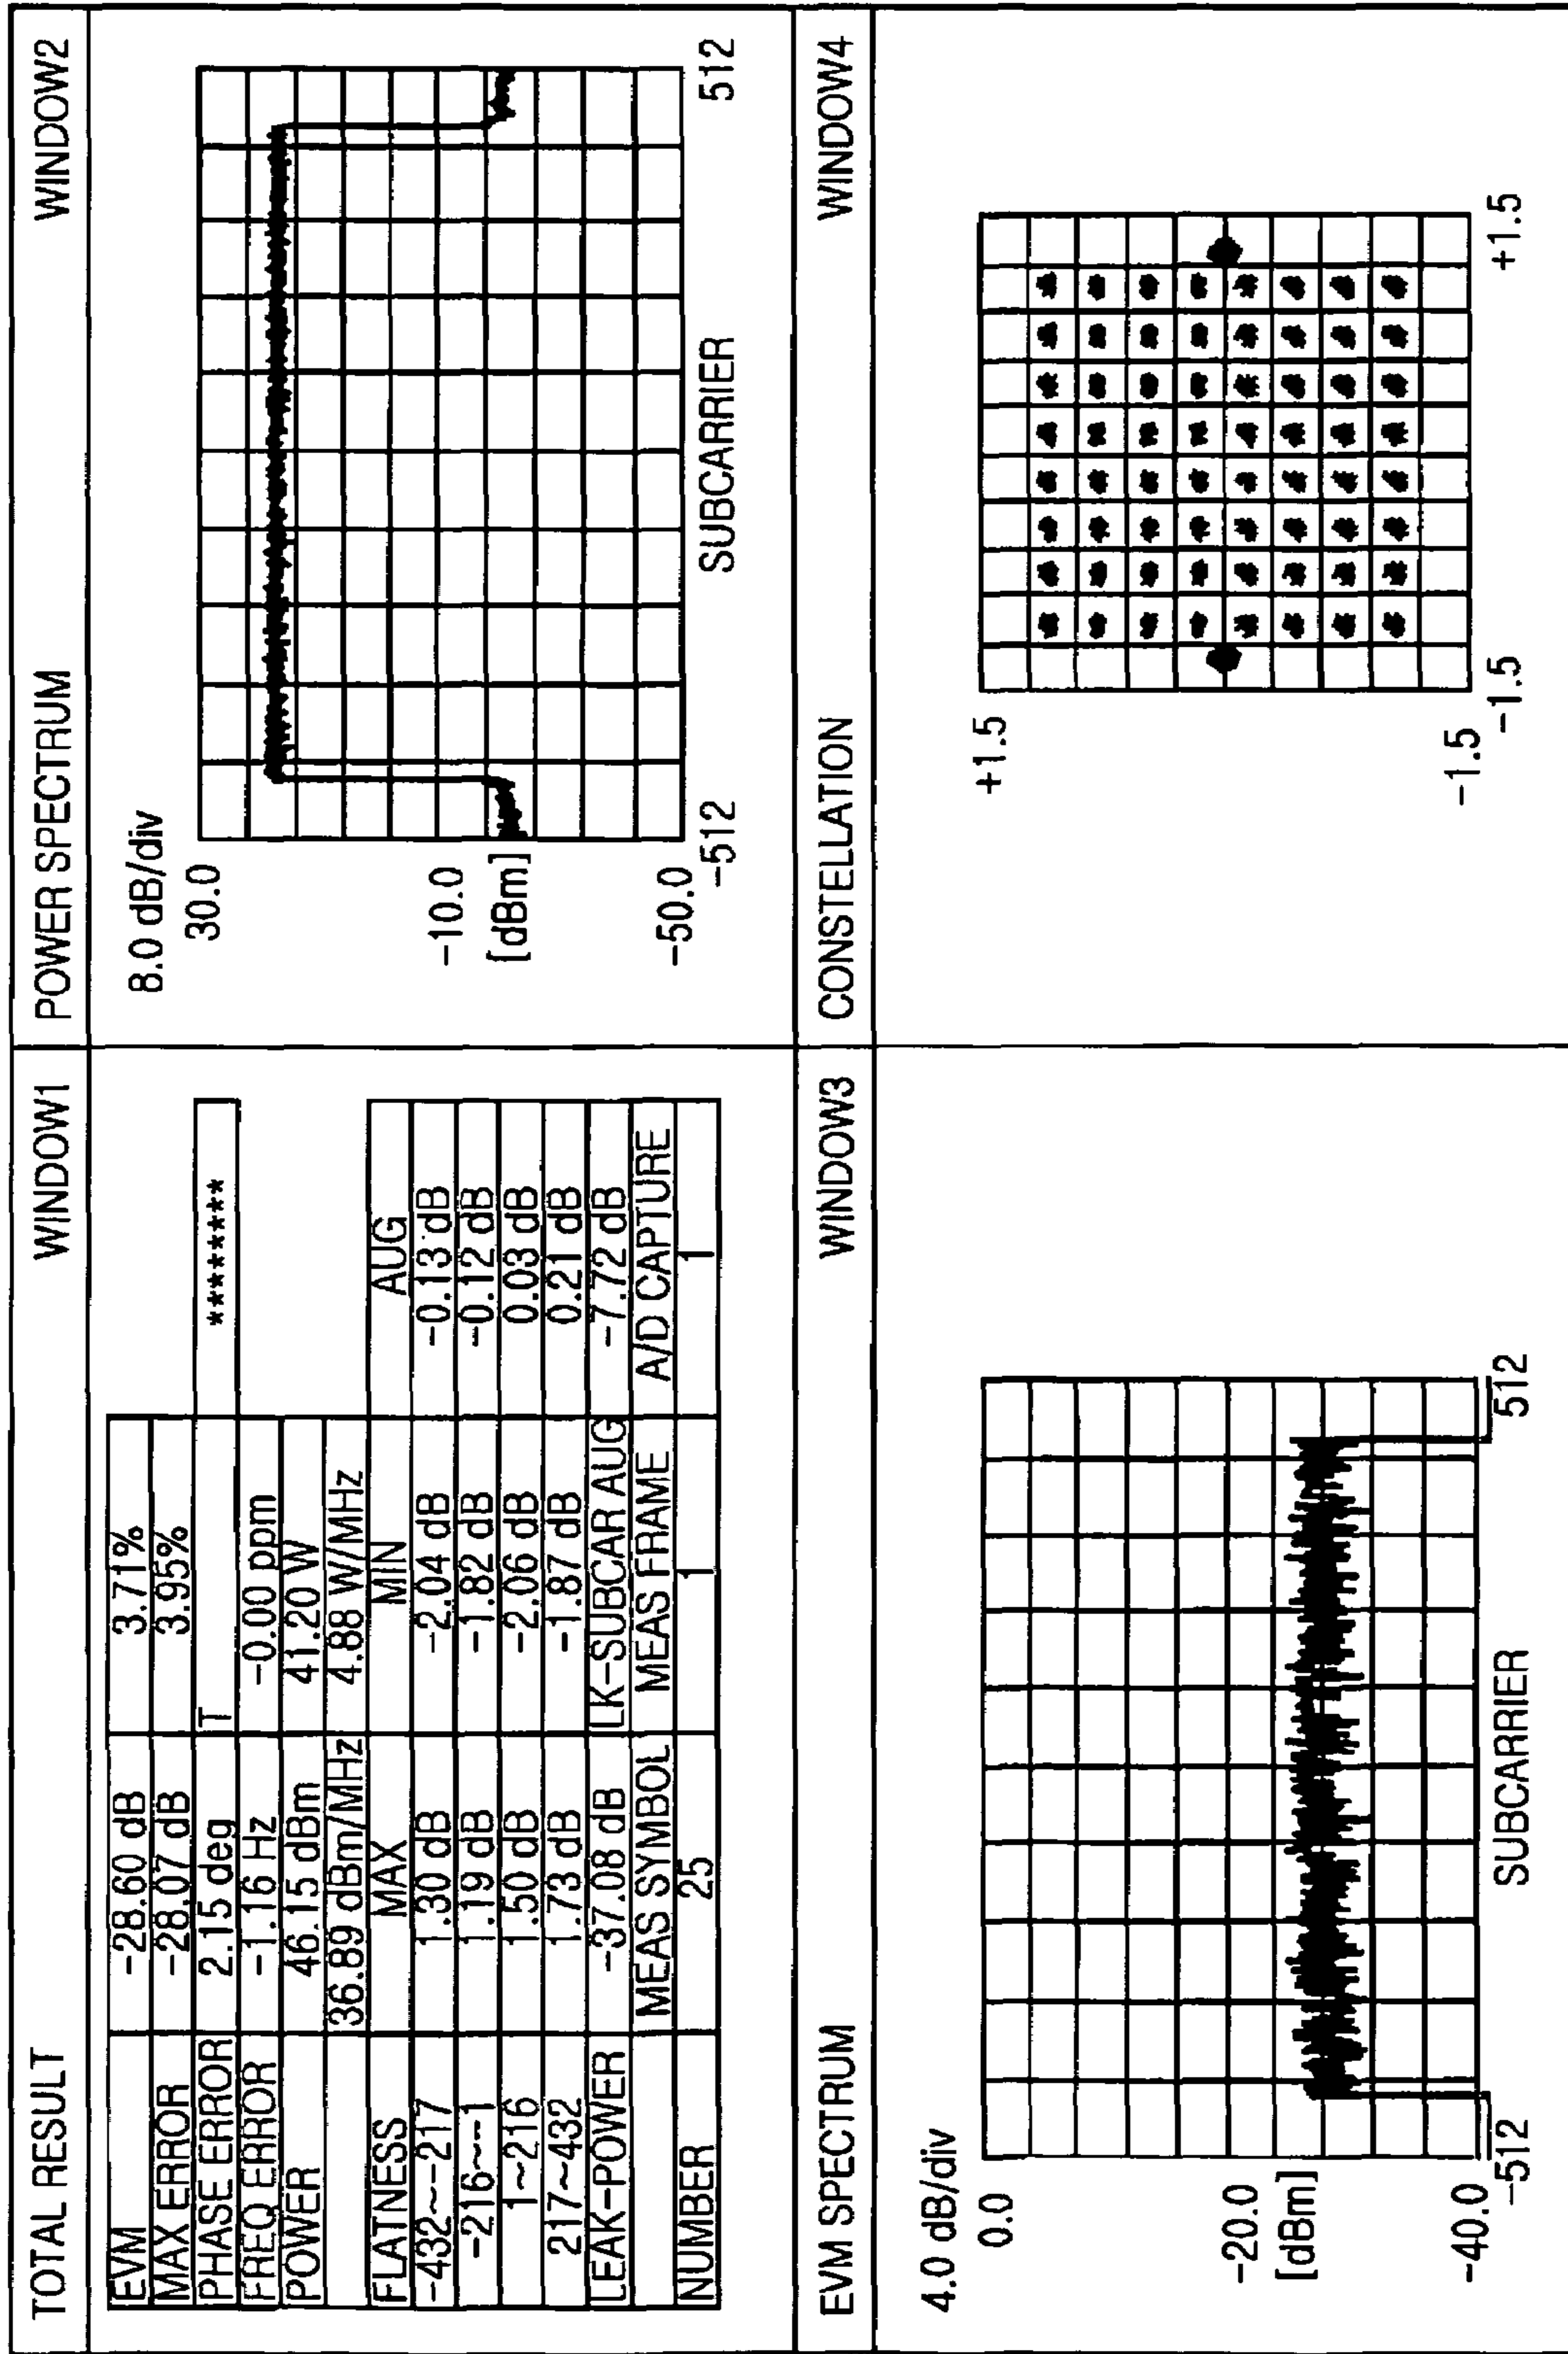 TOTAL RESULT WINDOW1
EVM -28.60 dB 3.71%
MAX ERROR -28.07 dB 3.95%
PHASE ERROR 2.15 deg T ********
FREQ ERROR -1.16 Hz -0.00 ppm
POWER 46.15 dBm 41.20 W
36.89 dBm/MHz 4.88 W/MHz
FLATNESS MAX MIN AUG
-432~-217 1.30 dB -2.04 dB -0.13 dB
-216~-1 1.19 dB -1.82 dB -0.12 dB
1~216 1.50 dB -2.06 dB 0.03 dB
217~432 1.73 dB -1.87 dB 0.21 dB
LEAK-POWER -37.08 dB LK-SUBCAR AUG -7.72 dB
MEAS SYMBOL MEAS FRAME A/D CAPTURE
NUMBER 25 1 1
POWER SPECTRUM WINDOW2
8.0 dB/div
30.0
-10.0
[dBm]
-50.0
-512 512
SUBCARRIER
EVM SPECTRUM WINDOW3
4.0 dB/div
0.0
-20.0
[dBm]
-40.0
-512 512
SUBCARRIER
CONSTELLATION WINDOW4
+1.5
-1.5
-1.5 +1.5